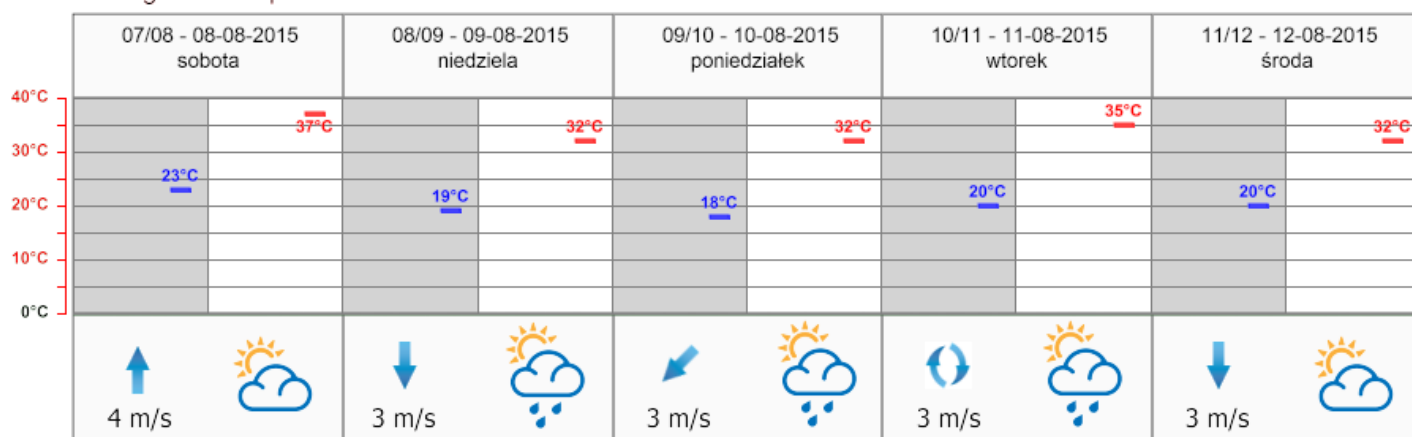 07/08 - 08-08-2015
sobota
08/09 - 09-08-2015
niedziela
09/10 - 10-08-2015
poniedziałek
10/11 - 11-08-2015
wtorek
11/12 - 12-08-2015
środa
40°C
30°C
20°C
10°C
0°C
23°C
37°C
19°C
32°C
18°C
32°C
20°C
35°C
20°C
32°C
4 m/s
3 m/s
3 m/s
3 m/s
3 m/s